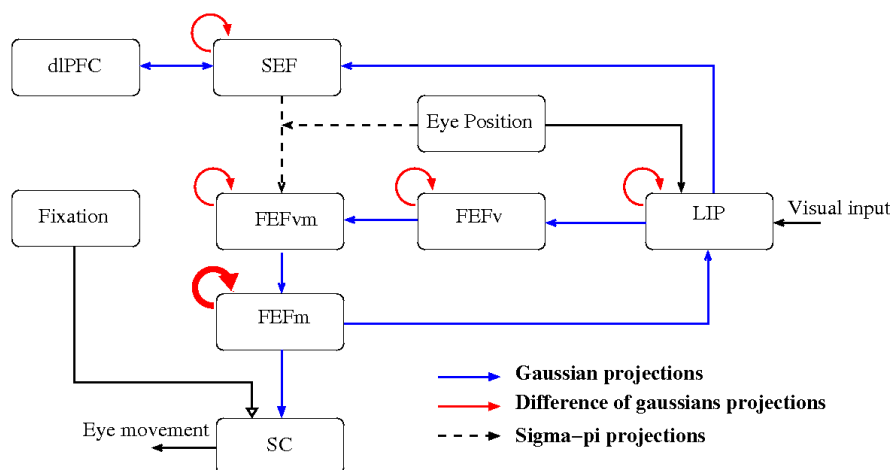 dlPFC
SEF
Eye Position
Fixation
FEFvm
FEFv
LIP
Visual input
FEFm
Gaussian projections
Difference of gaussians projections
Sigma−pi projections
Eye movement
SC